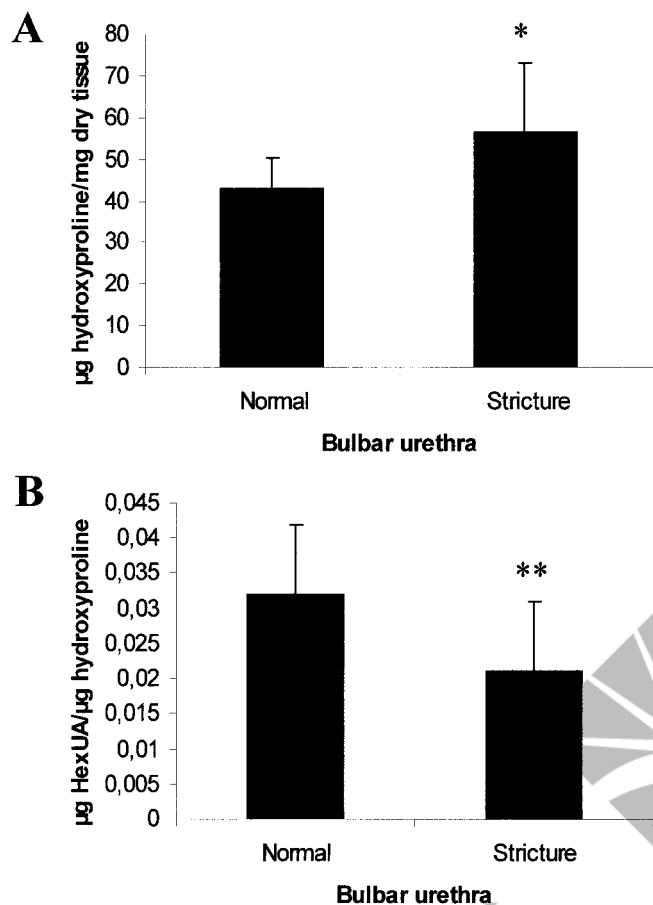 A
µg hydroxyproline/mg dry tissue
80
70
60
50
40
30
20
10
0
*
Normal Stricture
Bulbar urethra
B
µg HexUA/µg hydroxyproline
0,045
0,04
0,035
0,03
0,025
0,02
0,015
0,01
0,005
0
**
Normal Stricture
Bulbar urethra